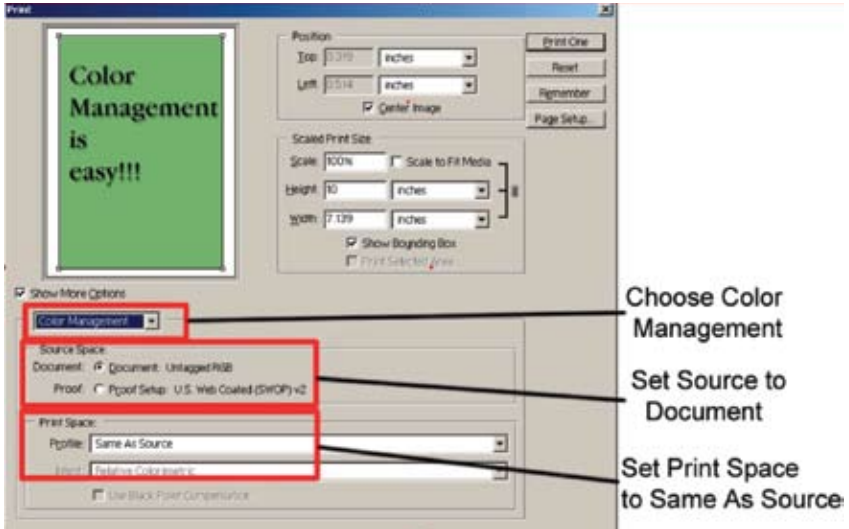 Print
Color
Management
is
easy!!!
Position
Top: 0.319 inches
Left: 0.514 inches
Center Image
Print One
Reset
Remember
Page Setup...
Scaled Print Size
Scale: 100% Scale to Fit Media
Height: 10 inches
Width: 7.139 inches
Show Bounding Box
Print Selected Area
Show More Options
Color Management
Source Space:
Document: Document: Untagged RGB
Proof: Proof Setup: U.S. Web Coated (SWOP) v2
Print Space:
Profile: Same As Source
Intent: Relative Colorimetric
Use Black Point Compensation
Choose Color
Management
Set Source to
Document
Set Print Space
to Same As Source